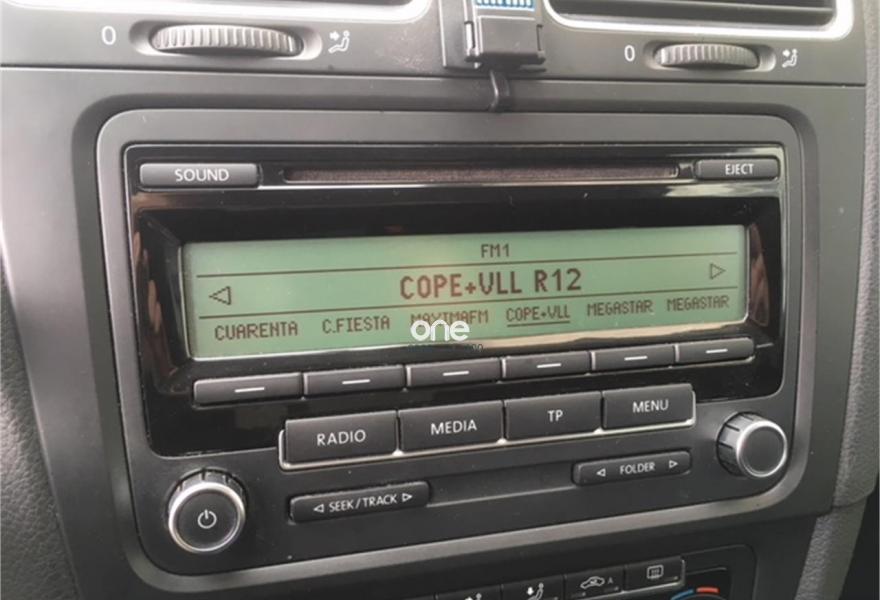 0
0
SOUND
EJECT
FM1
COPE+VLL R12
CUARENTA C.FIESTA MAXIMAFM COPE+VLL MEGASTAR MEGASTAR
one
RADIO MEDIA TP MENU
SEEK / TRACK
FOLDER
A